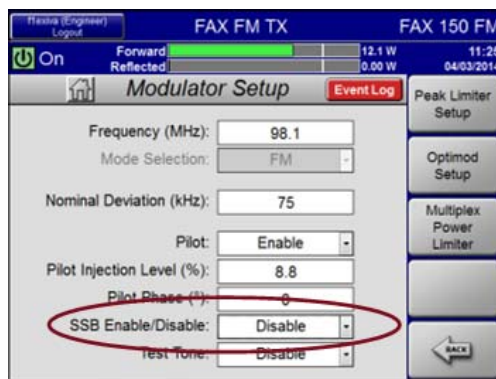 Flexiva (Engineer)
Logout
FAX FM TX
FAX 150 FM
On
Forward
12.1 W
Reflected
0.00 W
11:25
04/03/2014
Modulator Setup
Event Log
Frequency (MHz): 98.1
Mode Selection: FM
Nominal Deviation (kHz): 75
Pilot: Enable
Pilot Injection Level (%): 8.8
Pilot Phase (°): 0
SSB Enable/Disable: Disable
Test Tone: Disable
Peak Limiter
Setup
Optimod
Setup
Multiplex
Power
Limiter
BACK